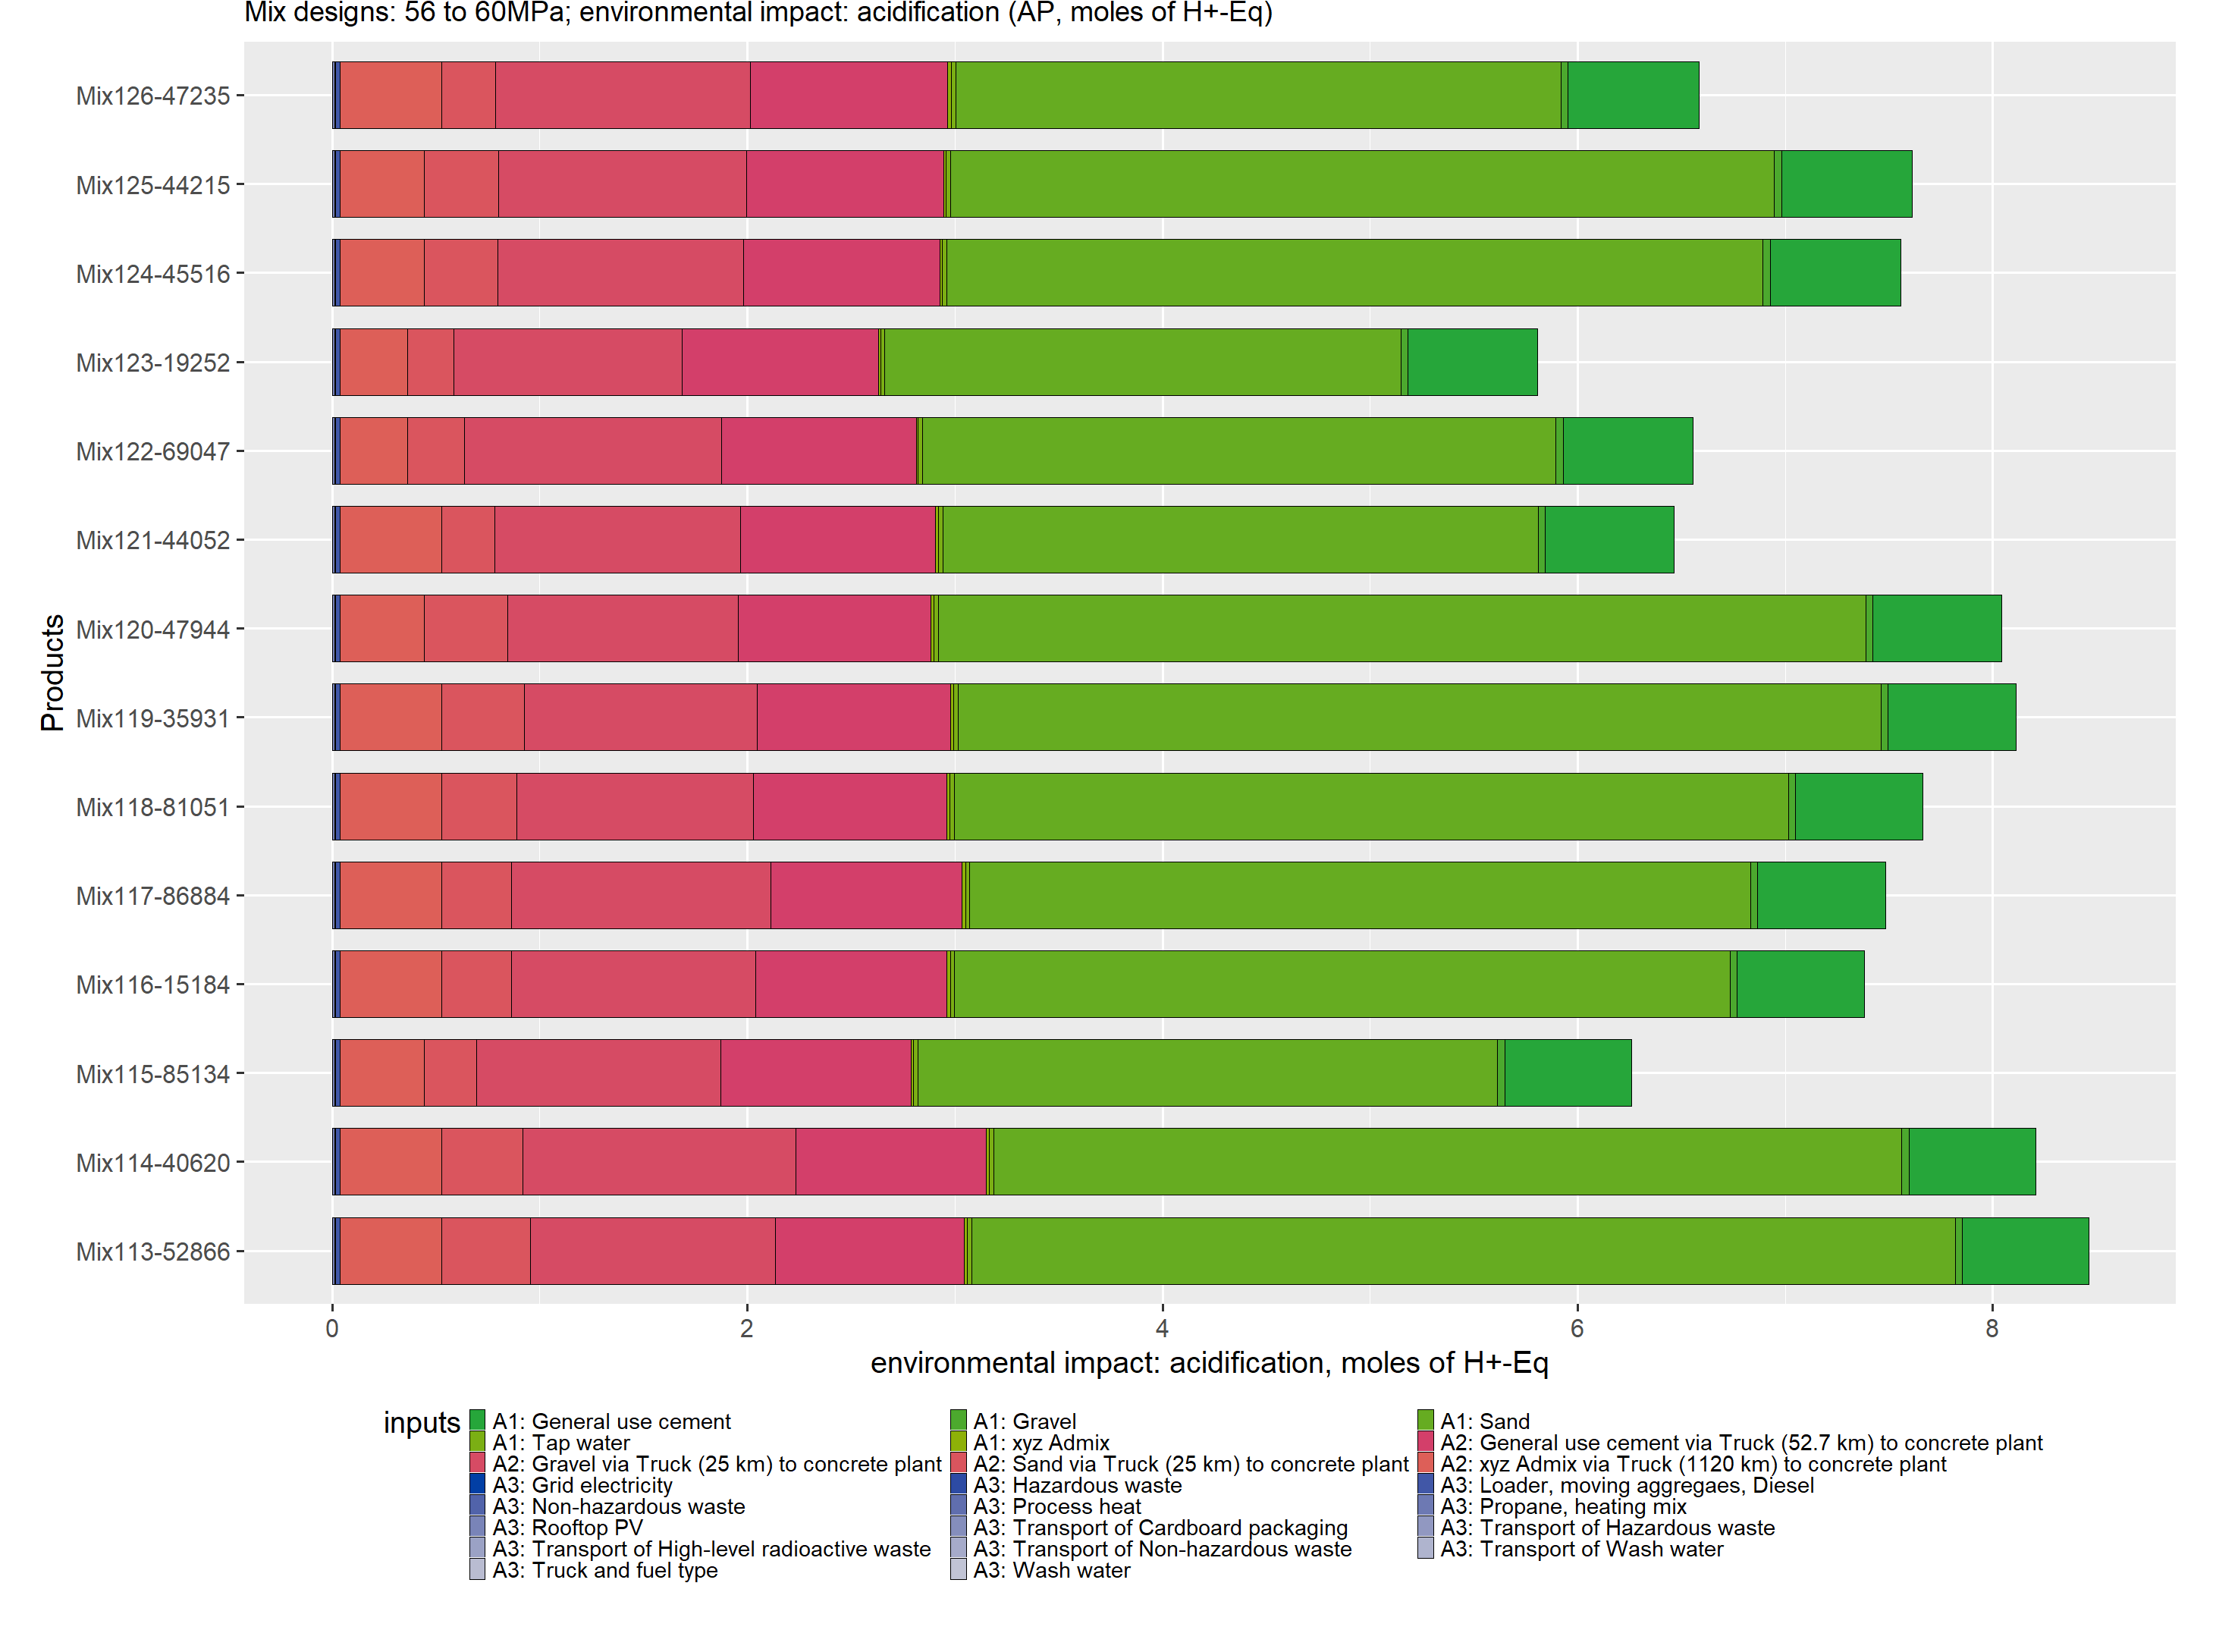 Mix designs: 56 to 60MPa; environmental impact: acidification (AP, moles of H+-Eq)
Products
Mix126-47235
Mix125-44215
Mix124-45516
Mix123-19252
Mix122-69047
Mix121-44052
Mix120-47944
Mix119-35931
Mix118-81051
Mix117-86884
Mix116-15184
Mix115-85134
Mix114-40620
Mix113-52866
0 2 4 6 8
environmental impact: acidification, moles of H+-Eq
inputs
A1: General use cement A1: Gravel A1: Sand
A1: Tap water A1: xyz Admix A2: General use cement via Truck (52.7 km) to concrete plant
A2: Gravel via Truck (25 km) to concrete plant A2: Sand via Truck (25 km) to concrete plant A2: xyz Admix via Truck (1120 km) to concrete plant
A3: Grid electricity A3: Hazardous waste A3: Loader, moving aggregaes, Diesel
A3: Non-hazardous waste A3: Process heat A3: Propane, heating mix
A3: Rooftop PV A3: Transport of Cardboard packaging A3: Transport of Hazardous waste
A3: Transport of High-level radioactive waste A3: Transport of Non-hazardous waste A3: Transport of Wash water
A3: Truck and fuel type A3: Wash water